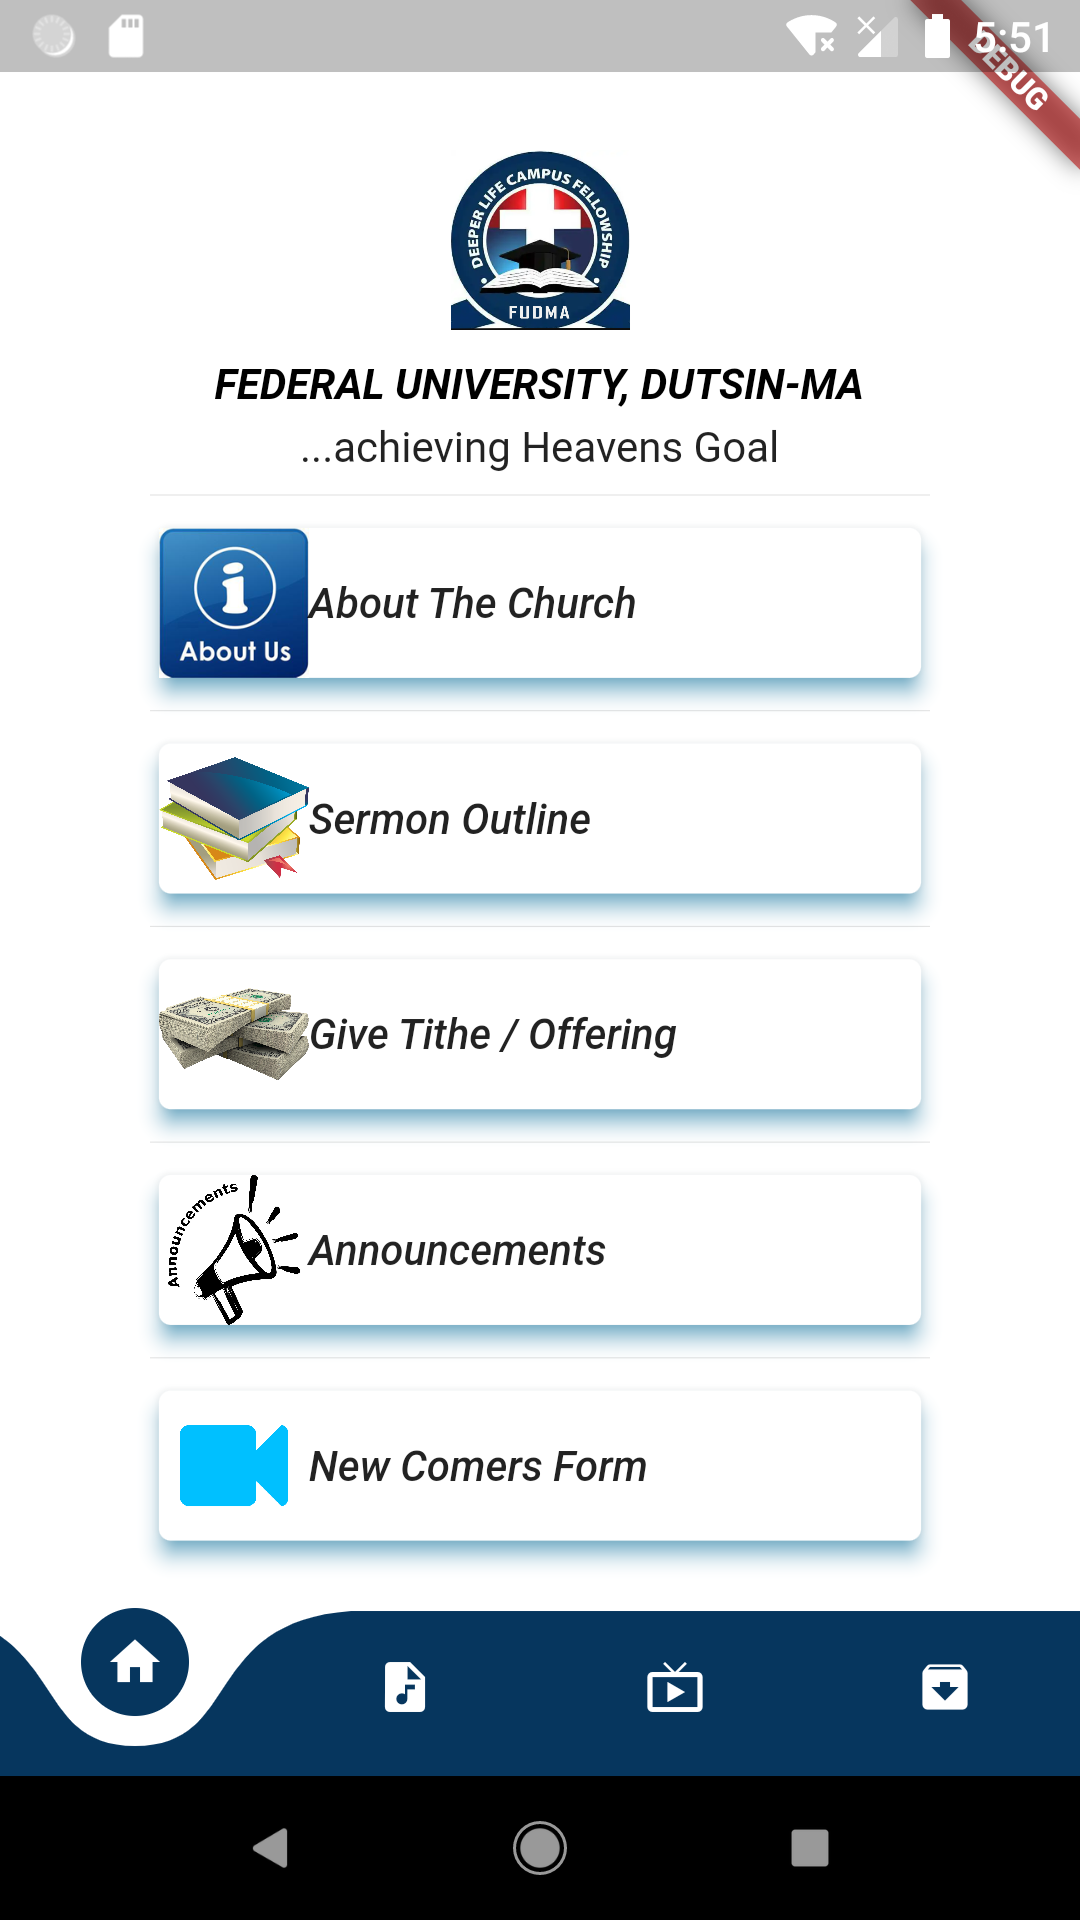 5:51
DEBUG
DEEPER LIFE CAMPUS FELLOWSHIP
FUDMA
FEDERAL UNIVERSITY, DUTSIN-MA
...achieving Heavens Goal
i
About Us
About The Church
Sermon Outline
Give Tithe / Offering
Announcements
Announcements
New Comers Form